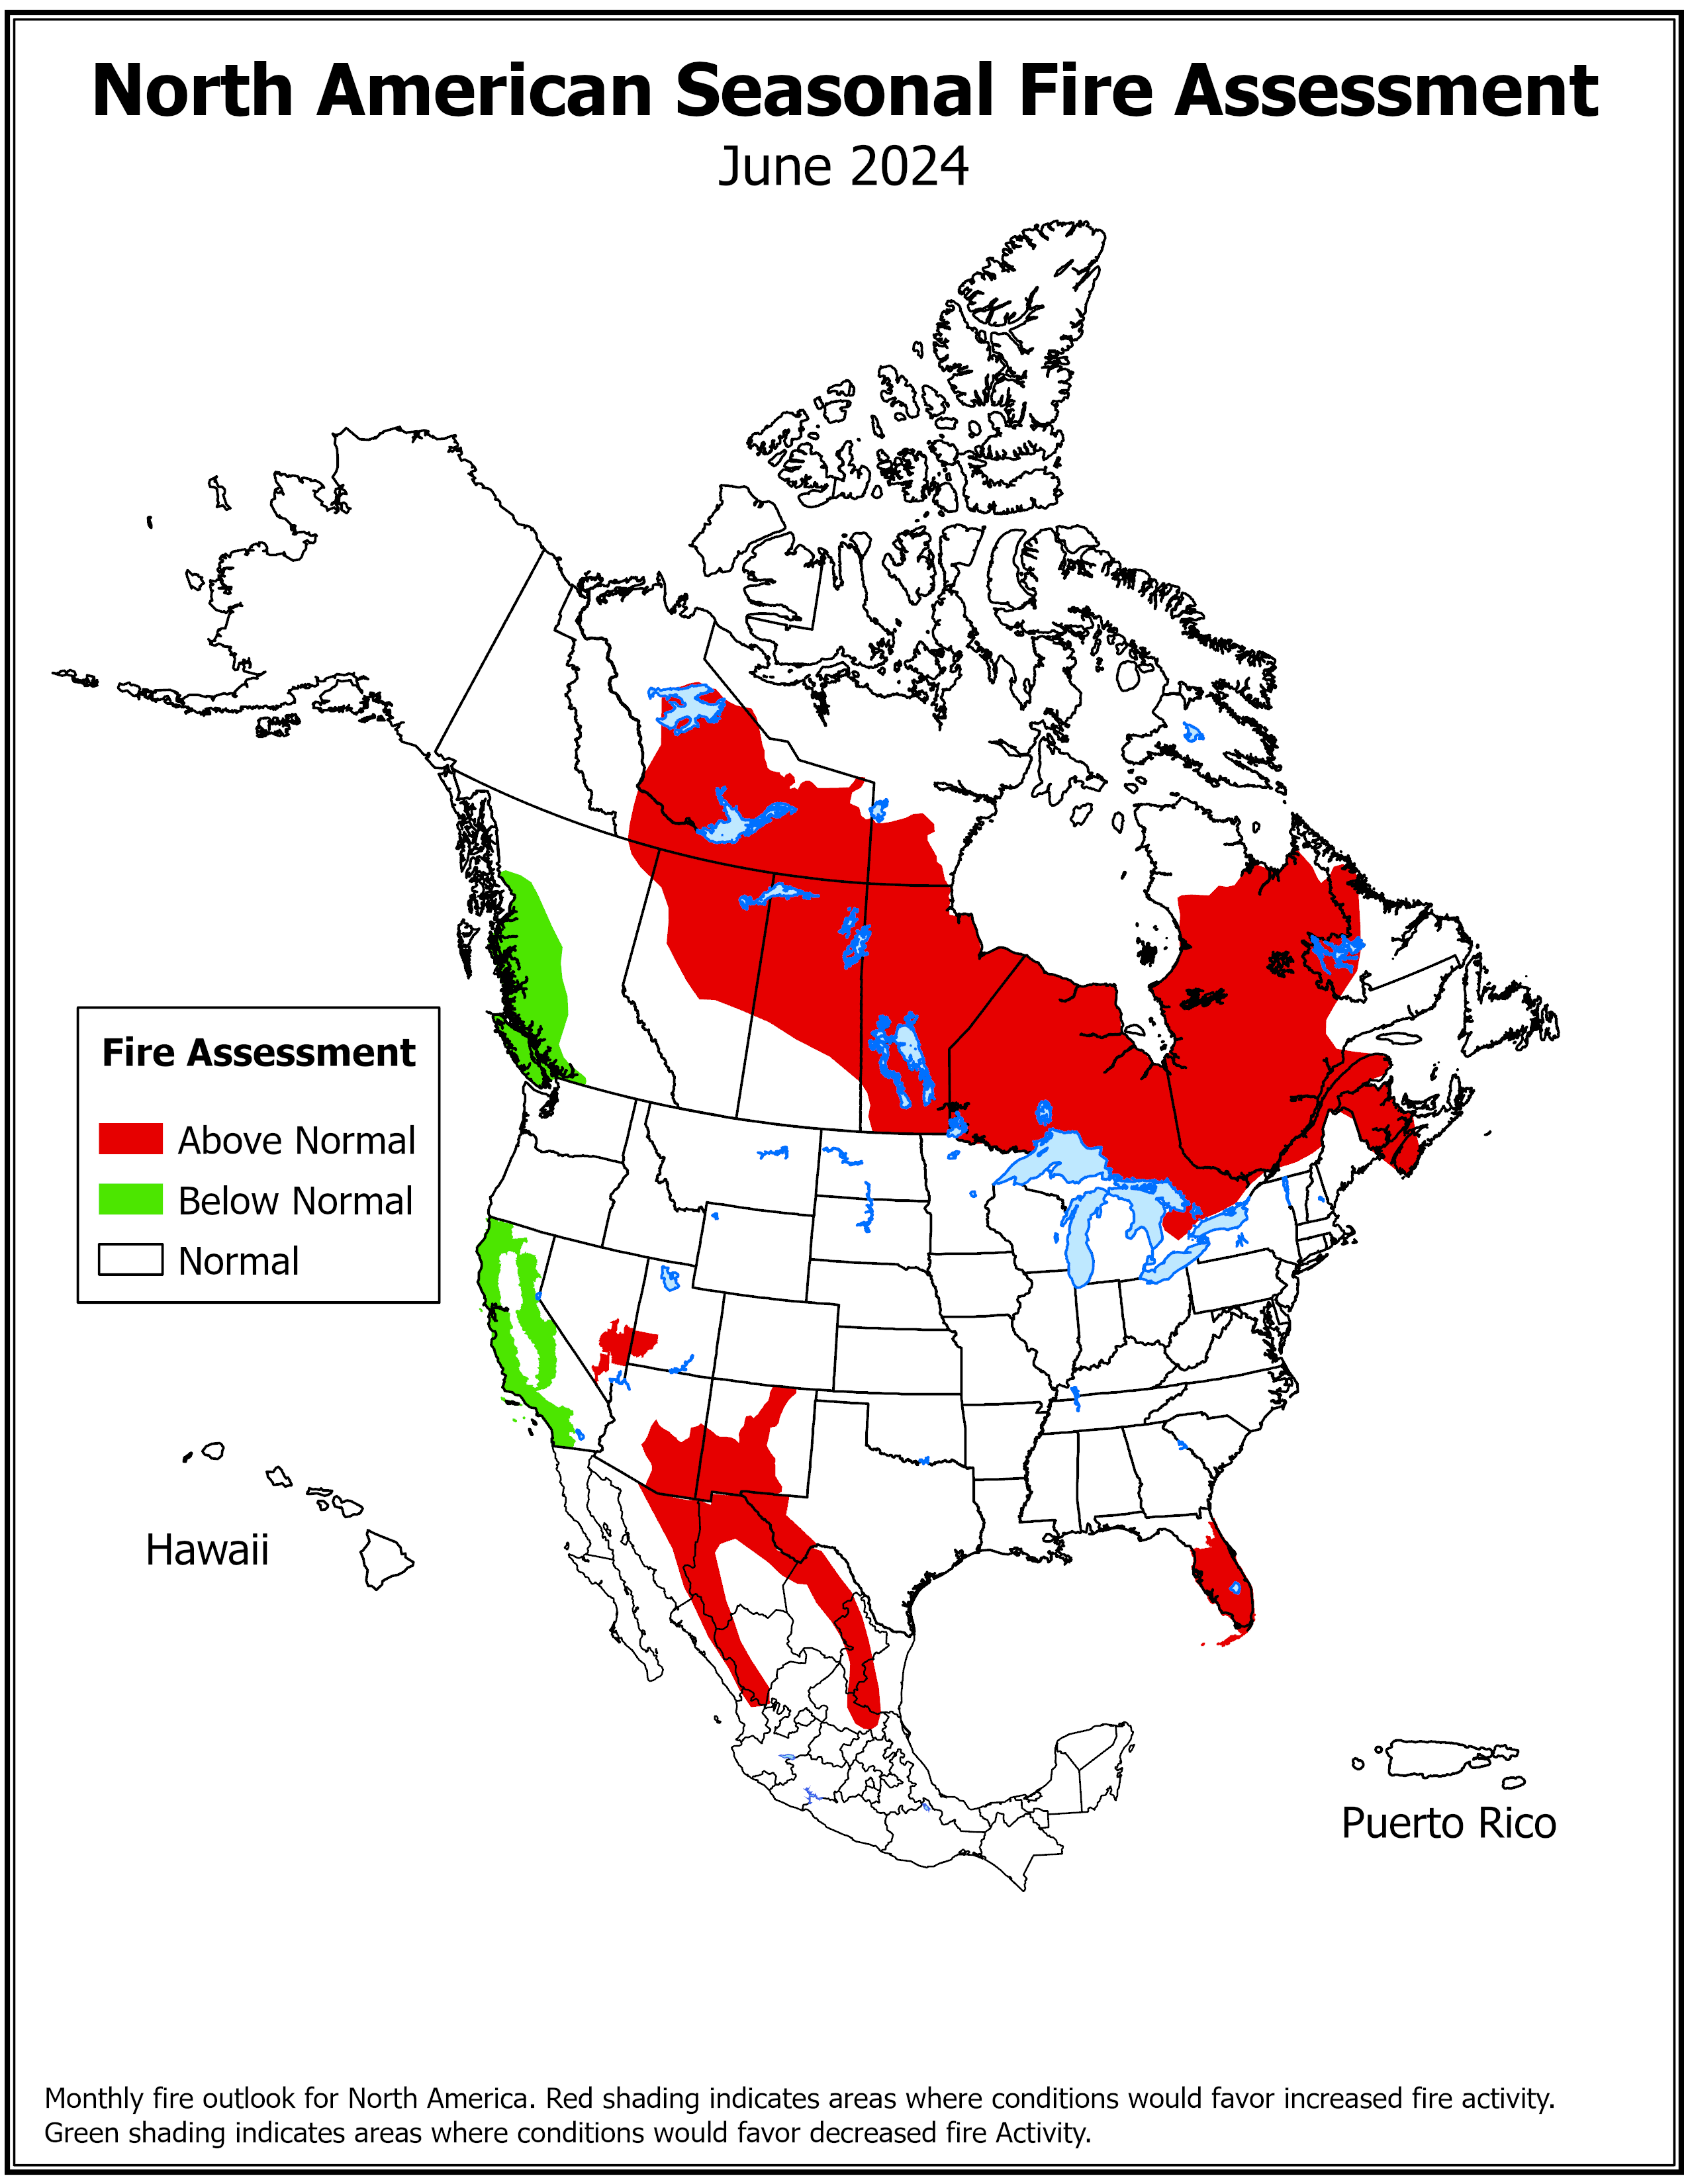 North American Seasonal Fire Assessment
June 2024
Fire Assessment
Above Normal
Below Normal
Normal
Hawaii
Puerto Rico
Monthly fire outlook for North America. Red shading indicates areas where conditions would favor increased fire activity.
Green shading indicates areas where conditions would favor decreased fire Activity.